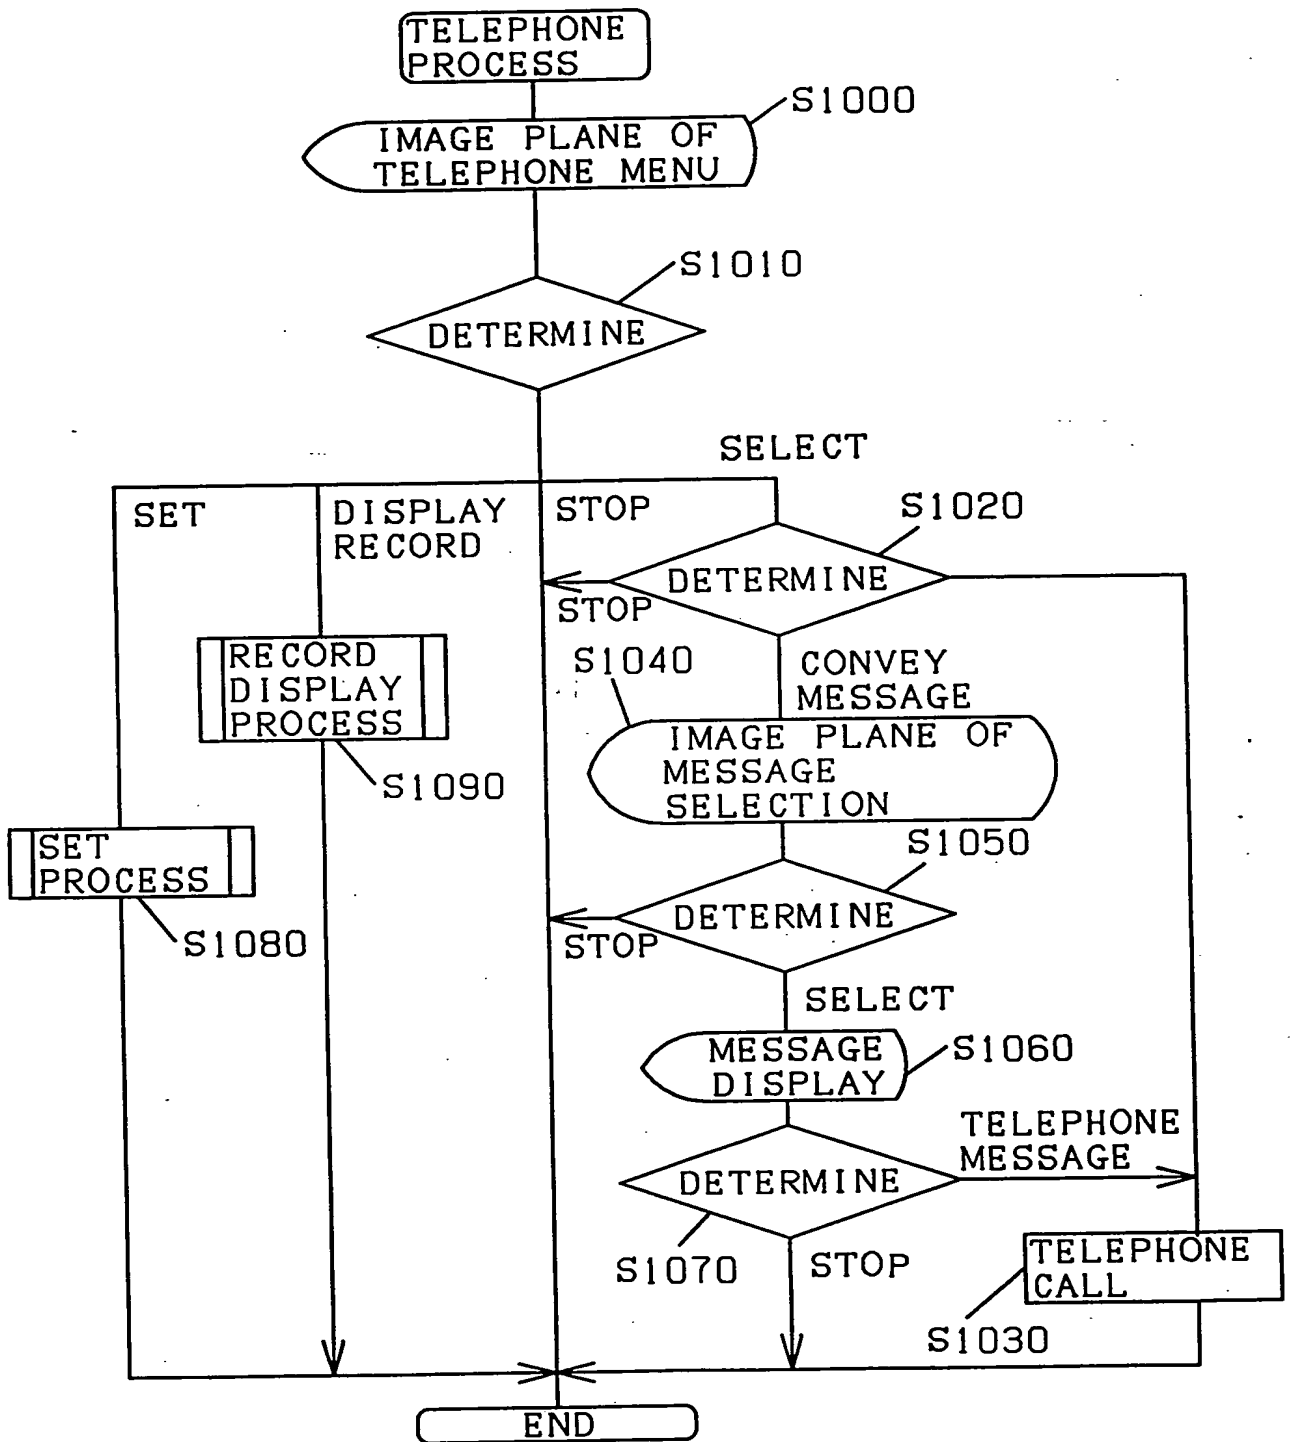 TELEPHONE
PROCESS
S1000
IMAGE PLANE OF
TELEPHONE MENU
S1010
DETERMINE
SELECT
SET
DISPLAY
RECORD
STOP
S1020
DETERMINE
STOP
S1040
CONVEY
MESSAGE
RECORD
DISPLAY
PROCESS
S1090
IMAGE PLANE OF
MESSAGE
SELECTION
SET
PROCESS
S1080
S1050
DETERMINE
STOP
SELECT
MESSAGE
DISPLAY
S1060
TELEPHONE
MESSAGE
DETERMINE
S1070
STOP
TELEPHONE
CALL
S1030
END